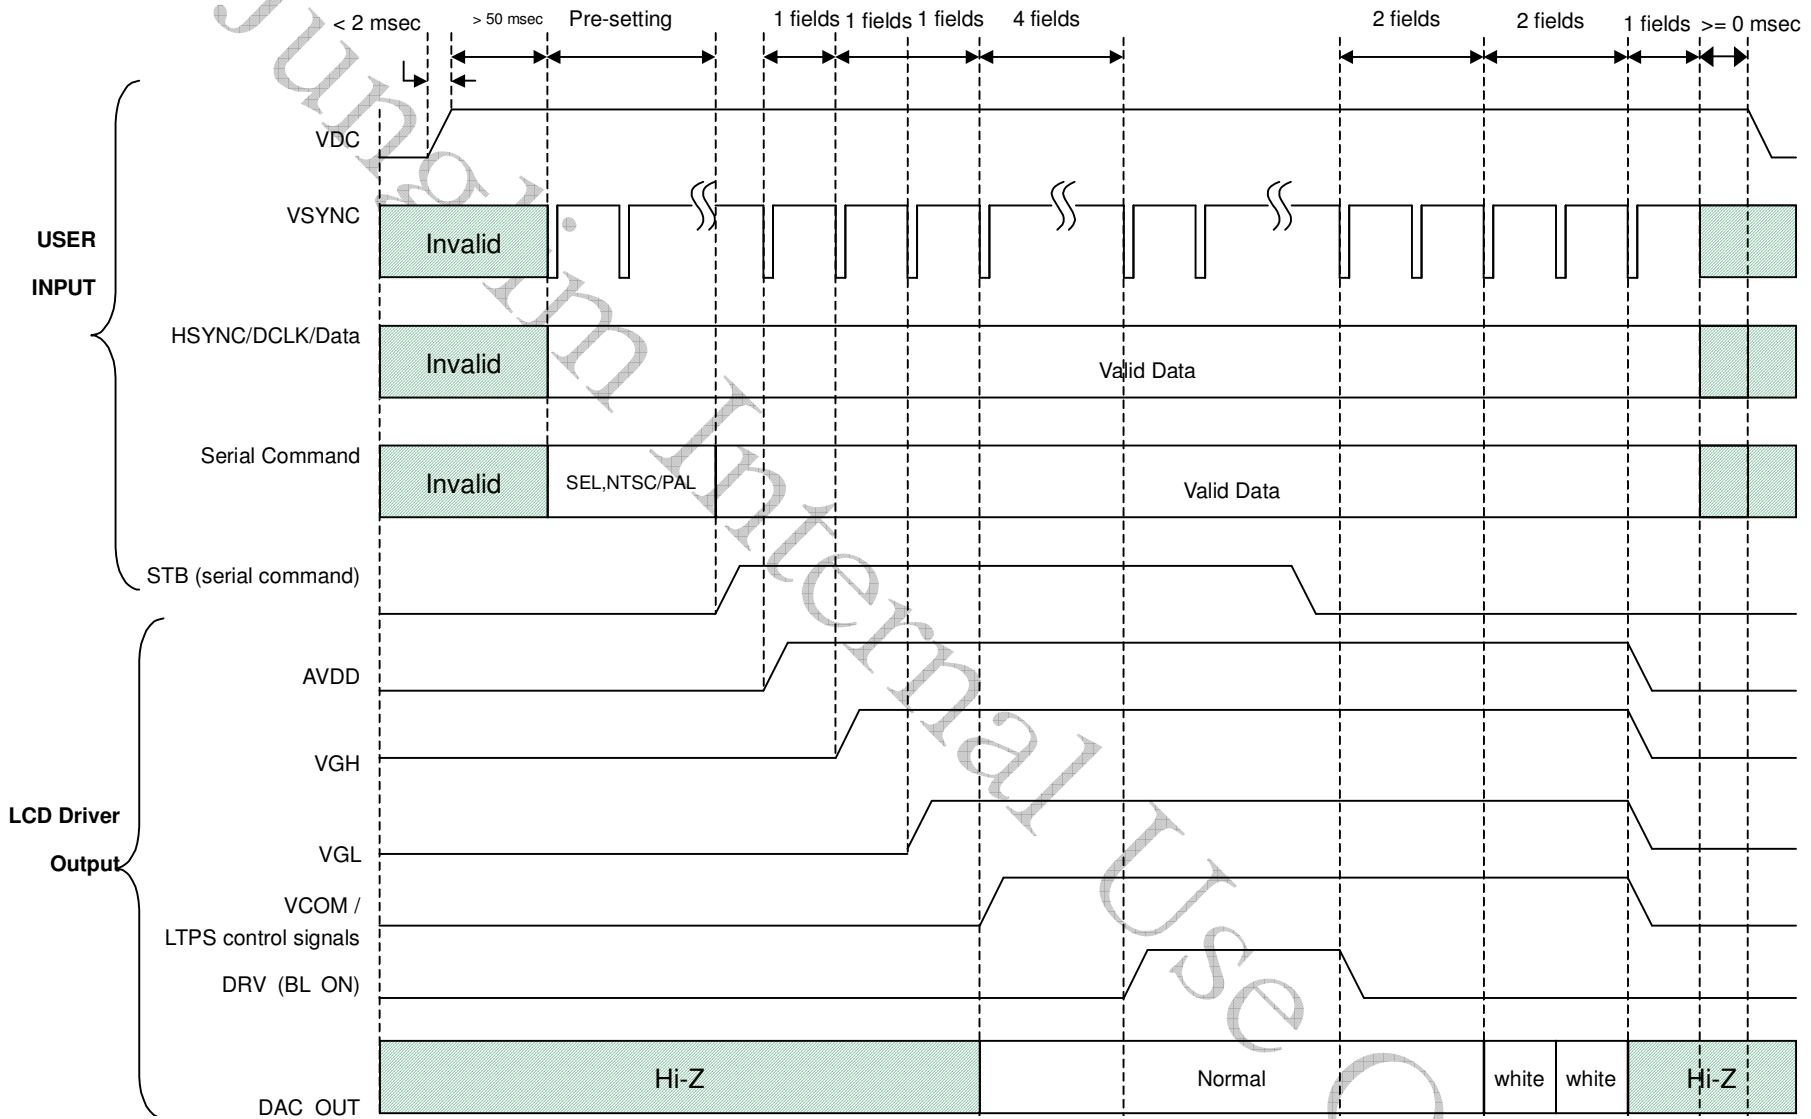 < 2 msec
> 50 msec
Pre-setting
1 fields
1 fields
1 fields
4 fields
2 fields
2 fields
1 fields
>= 0 msec
VDC
VSYNC
Invalid
USER
INPUT
HSYNC/DCLK/Data
Invalid
Valid Data
Serial Command
Invalid
SEL,NTSC/PAL
Valid Data
STB (serial command)
AVDD
VGH
LCD Driver
Output
VGL
VCOM /
LTPS control signals
DRV (BL ON)
Hi-Z
Normal
white
white
Hi-Z
DAC OUT
Internal Use